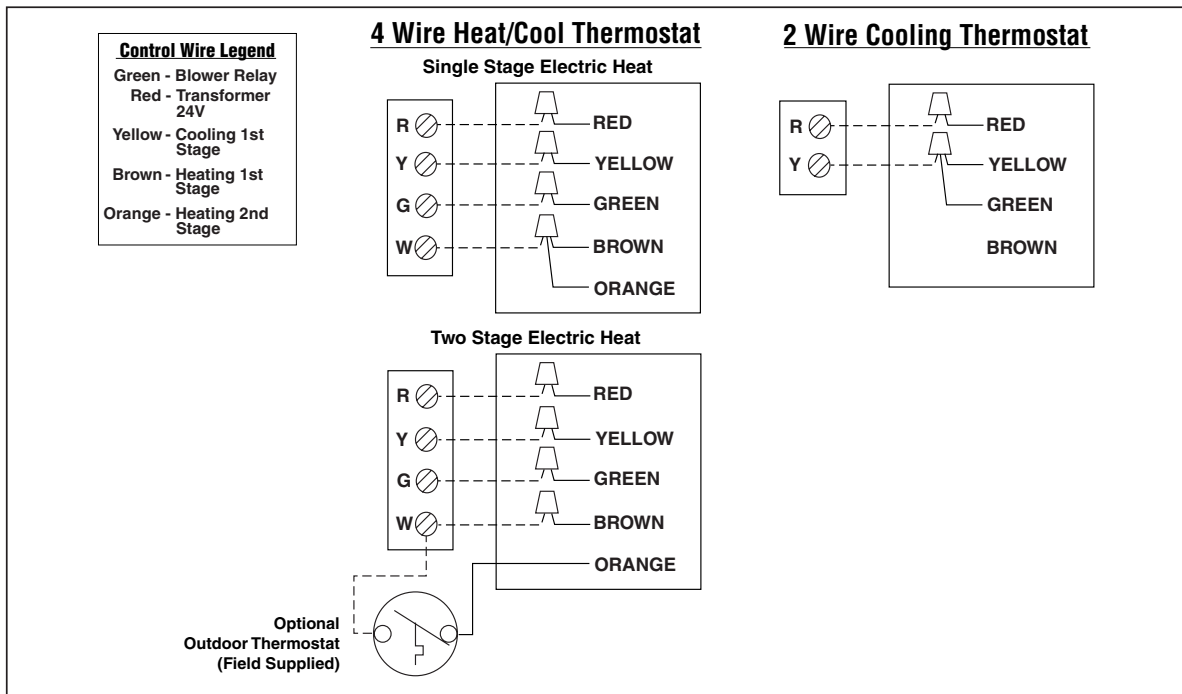 Control Wire Legend
Green - Blower Relay
Red - Transformer
24V
Yellow - Cooling 1st
Stage
Brown - Heating 1st
Stage
Orange - Heating 2nd
Stage
4 Wire Heat/Cool Thermostat
Single Stage Electric Heat
R
RED
Y
YELLOW
G
GREEN
W
BROWN
ORANGE
Two Stage Electric Heat
R
RED
Y
YELLOW
G
GREEN
W
BROWN
ORANGE
Optional
Outdoor Thermostat
(Field Supplied)
2 Wire Cooling Thermostat
R
RED
Y
YELLOW
GREEN
BROWN